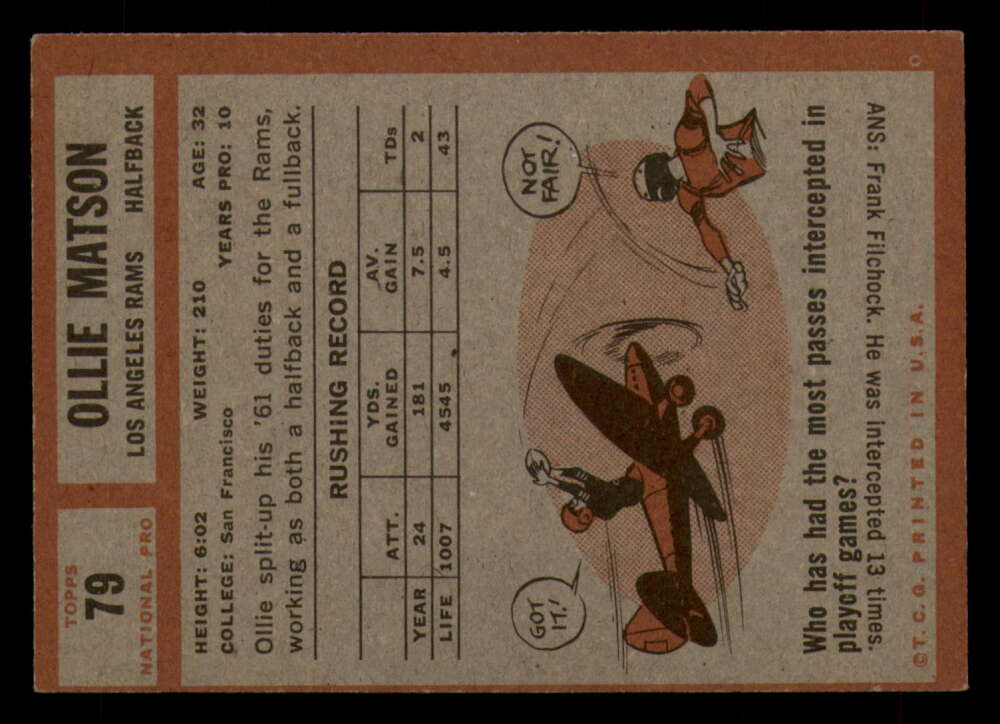 TOPPS
79
NATIONAL PRO
OLLIE MATSON
LOS ANGELES RAMS HALFBACK
HEIGHT: 6:02 WEIGHT: 210 AGE: 32
COLLEGE: San Francisco YEARS PRO: 10
Ollie split-up his '61 duties for the Rams,
working as both a halfback and a fullback.
RUSHING RECORD
ATT. YDS. GAINED AV. GAIN TDs
YEAR 24 181 7.5 2
LIFE 1007 4545 4.5 43
GOT
IT!
NOT
FAIR!
Who has had the most passes intercepted in
playoff games?
ANS: Frank Filchock. He was intercepted 13 times.
©T. C. G. PRINTED IN U.S.A.